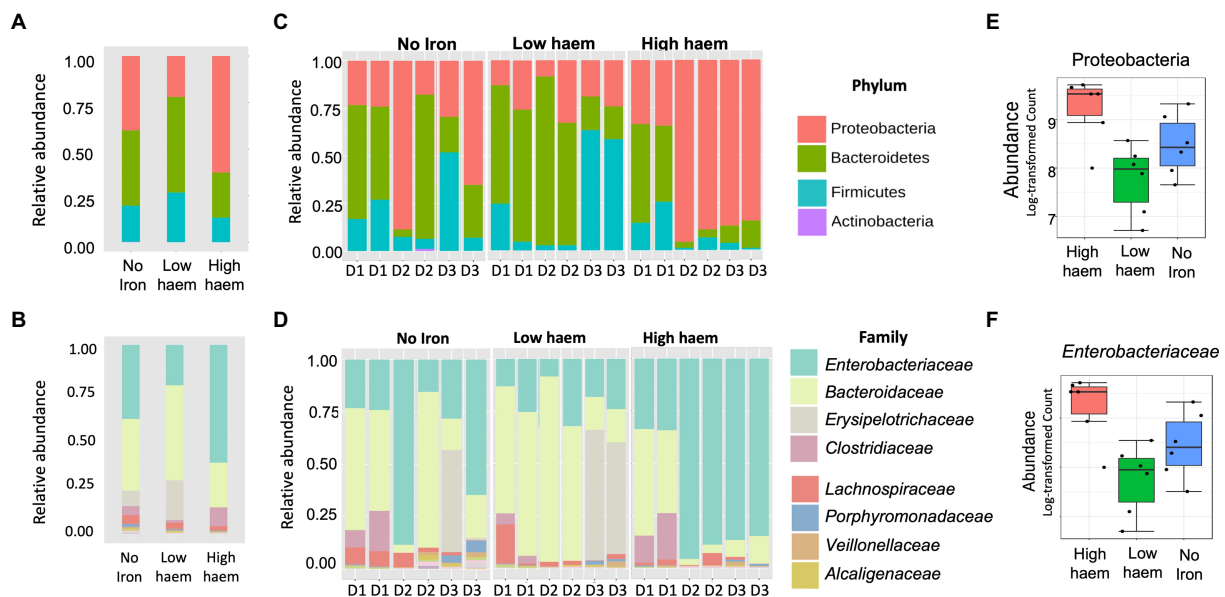 A
Relative abundance
1.00
0.75
0.50
0.25
0.00
No Iron
Low haem
High haem
B
Relative abundance
1.00
0.75
0.50
0.25
0.00
No Iron
Low haem
High haem
C
No Iron Low haem High haem
Relative abundance
1.00
0.75
0.50
0.25
0.00
D1 D1 D2 D2 D3 D3 D1 D1 D2 D2 D3 D3 D1 D1 D2 D2 D3 D3
Phylum
Proteobacteria
Bacteroidetes
Firmicutes
Actinobacteria
D
No Iron Low haem High haem
Relative abundance
1.00
0.75
0.50
0.25
0.00
D1 D1 D2 D2 D3 D3 D1 D1 D2 D2 D3 D3 D1 D1 D2 D2 D3 D3
Family
Enterobacteriaceae
Bacteroidaceae
Erysipelotrichaceae
Clostridiaceae
Lachnospiraceae
Porphyromonadaceae
Veillonellaceae
Alcaligenaceae
E
Proteobacteria
Abundance
Log-transformed Count
9
8
7
High haem
Low haem
No Iron
F
Enterobacteriaceae
Abundance
Log-transformed Count
High haem
Low haem
No Iron